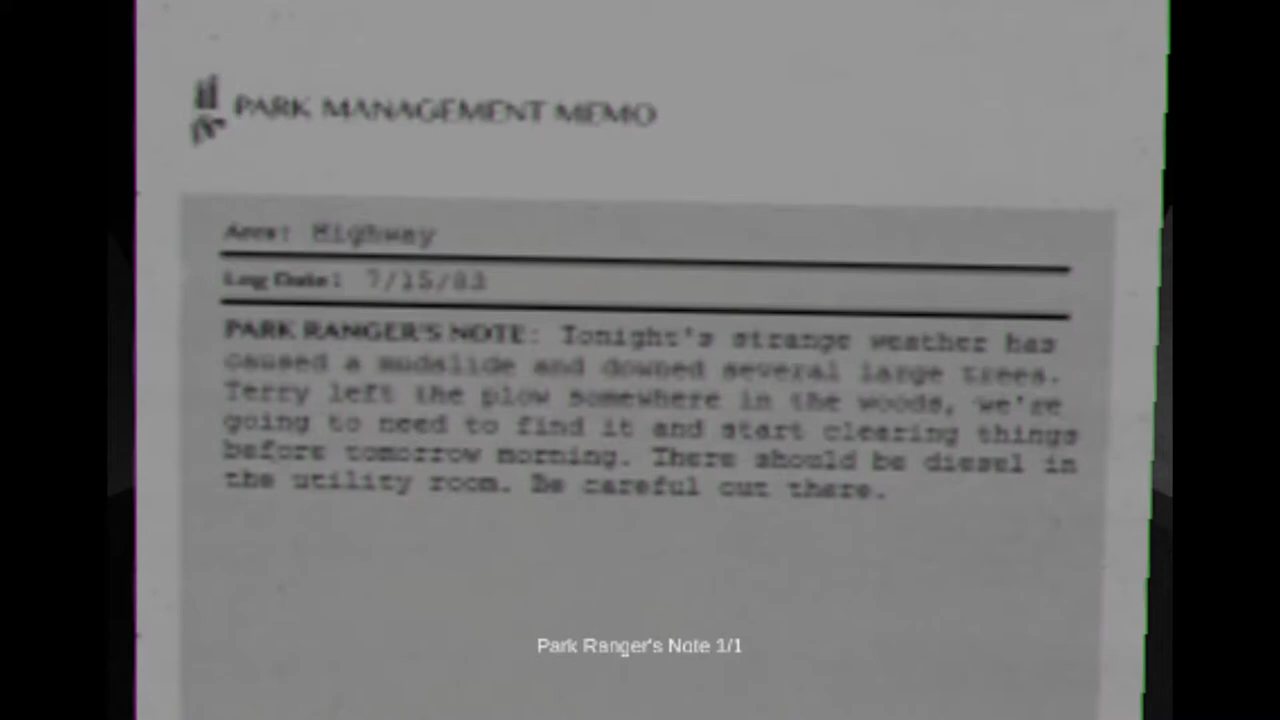 PARK MANAGEMENT MEMO
Area: Highway
Log Date: 7/15/83
PARK RANGER'S NOTE: Tonight's strange weather has
caused a mudslide and downed several large trees.
Terry left the plow somewhere in the woods, we're
going to need to find it and start clearing things
before tomorrow morning. There should be diesel in
the utility room. Be careful out there.
Park Ranger's Note 1/1